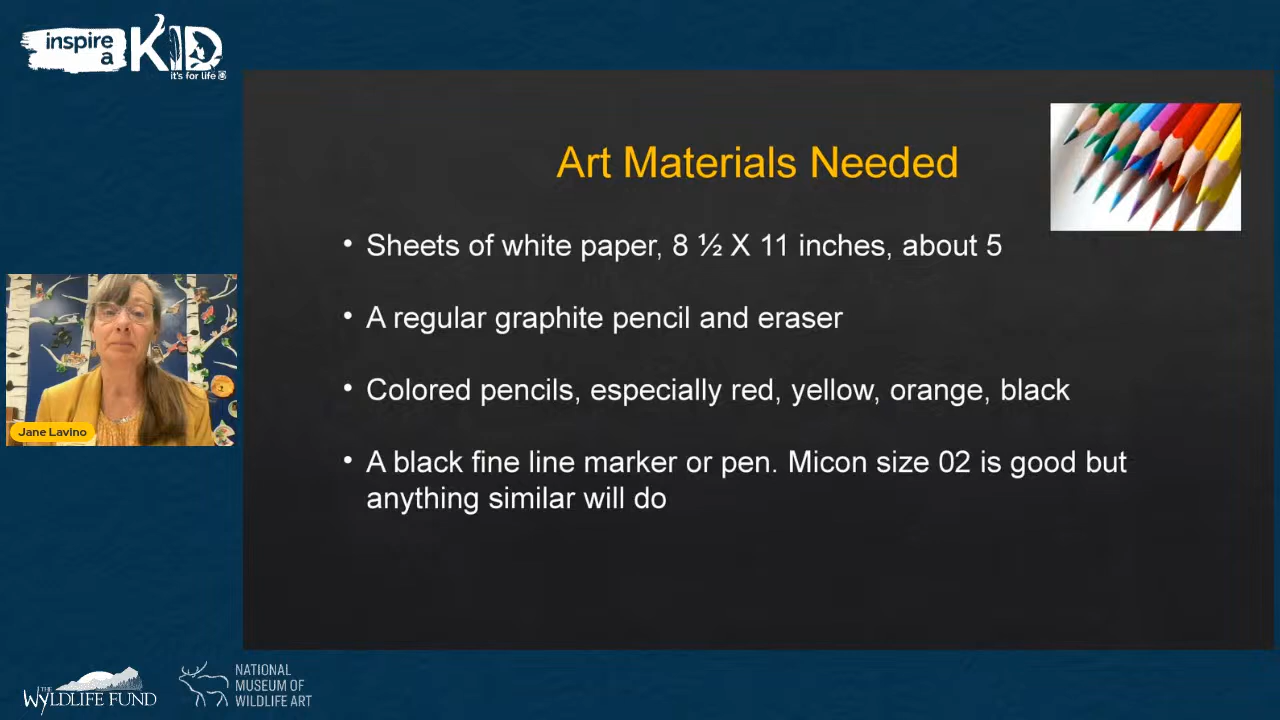 inspire
a KID
it's for life
Art Materials Needed
• Sheets of white paper, 8 ½ X 11 inches, about 5
• A regular graphite pencil and eraser
• Colored pencils, especially red, yellow, orange, black
• A black fine line marker or pen. Micon size 02 is good but
anything similar will do
Jane Lavino
THE
WYLDLIFE FUND
NATIONAL
MUSEUM OF
WILDLIFE ART